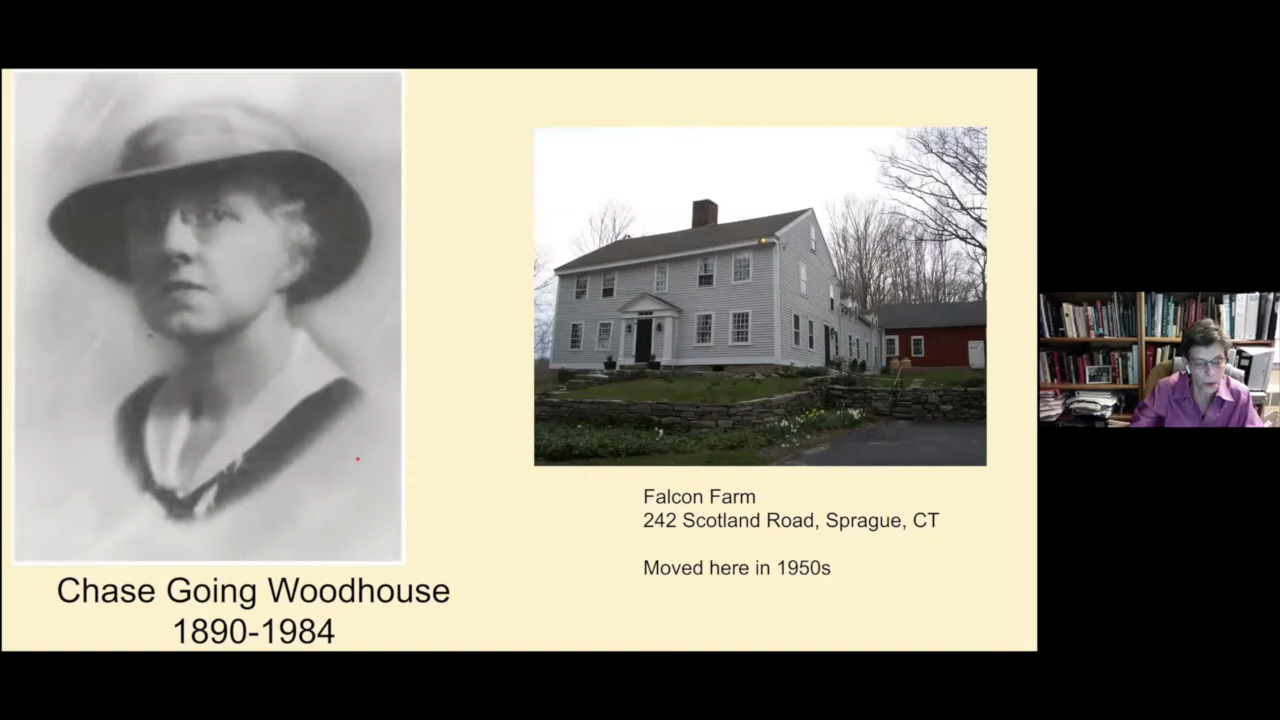 Chase Going Woodhouse
1890-1984
Falcon Farm
242 Scotland Road, Sprague, CT
Moved here in 1950s